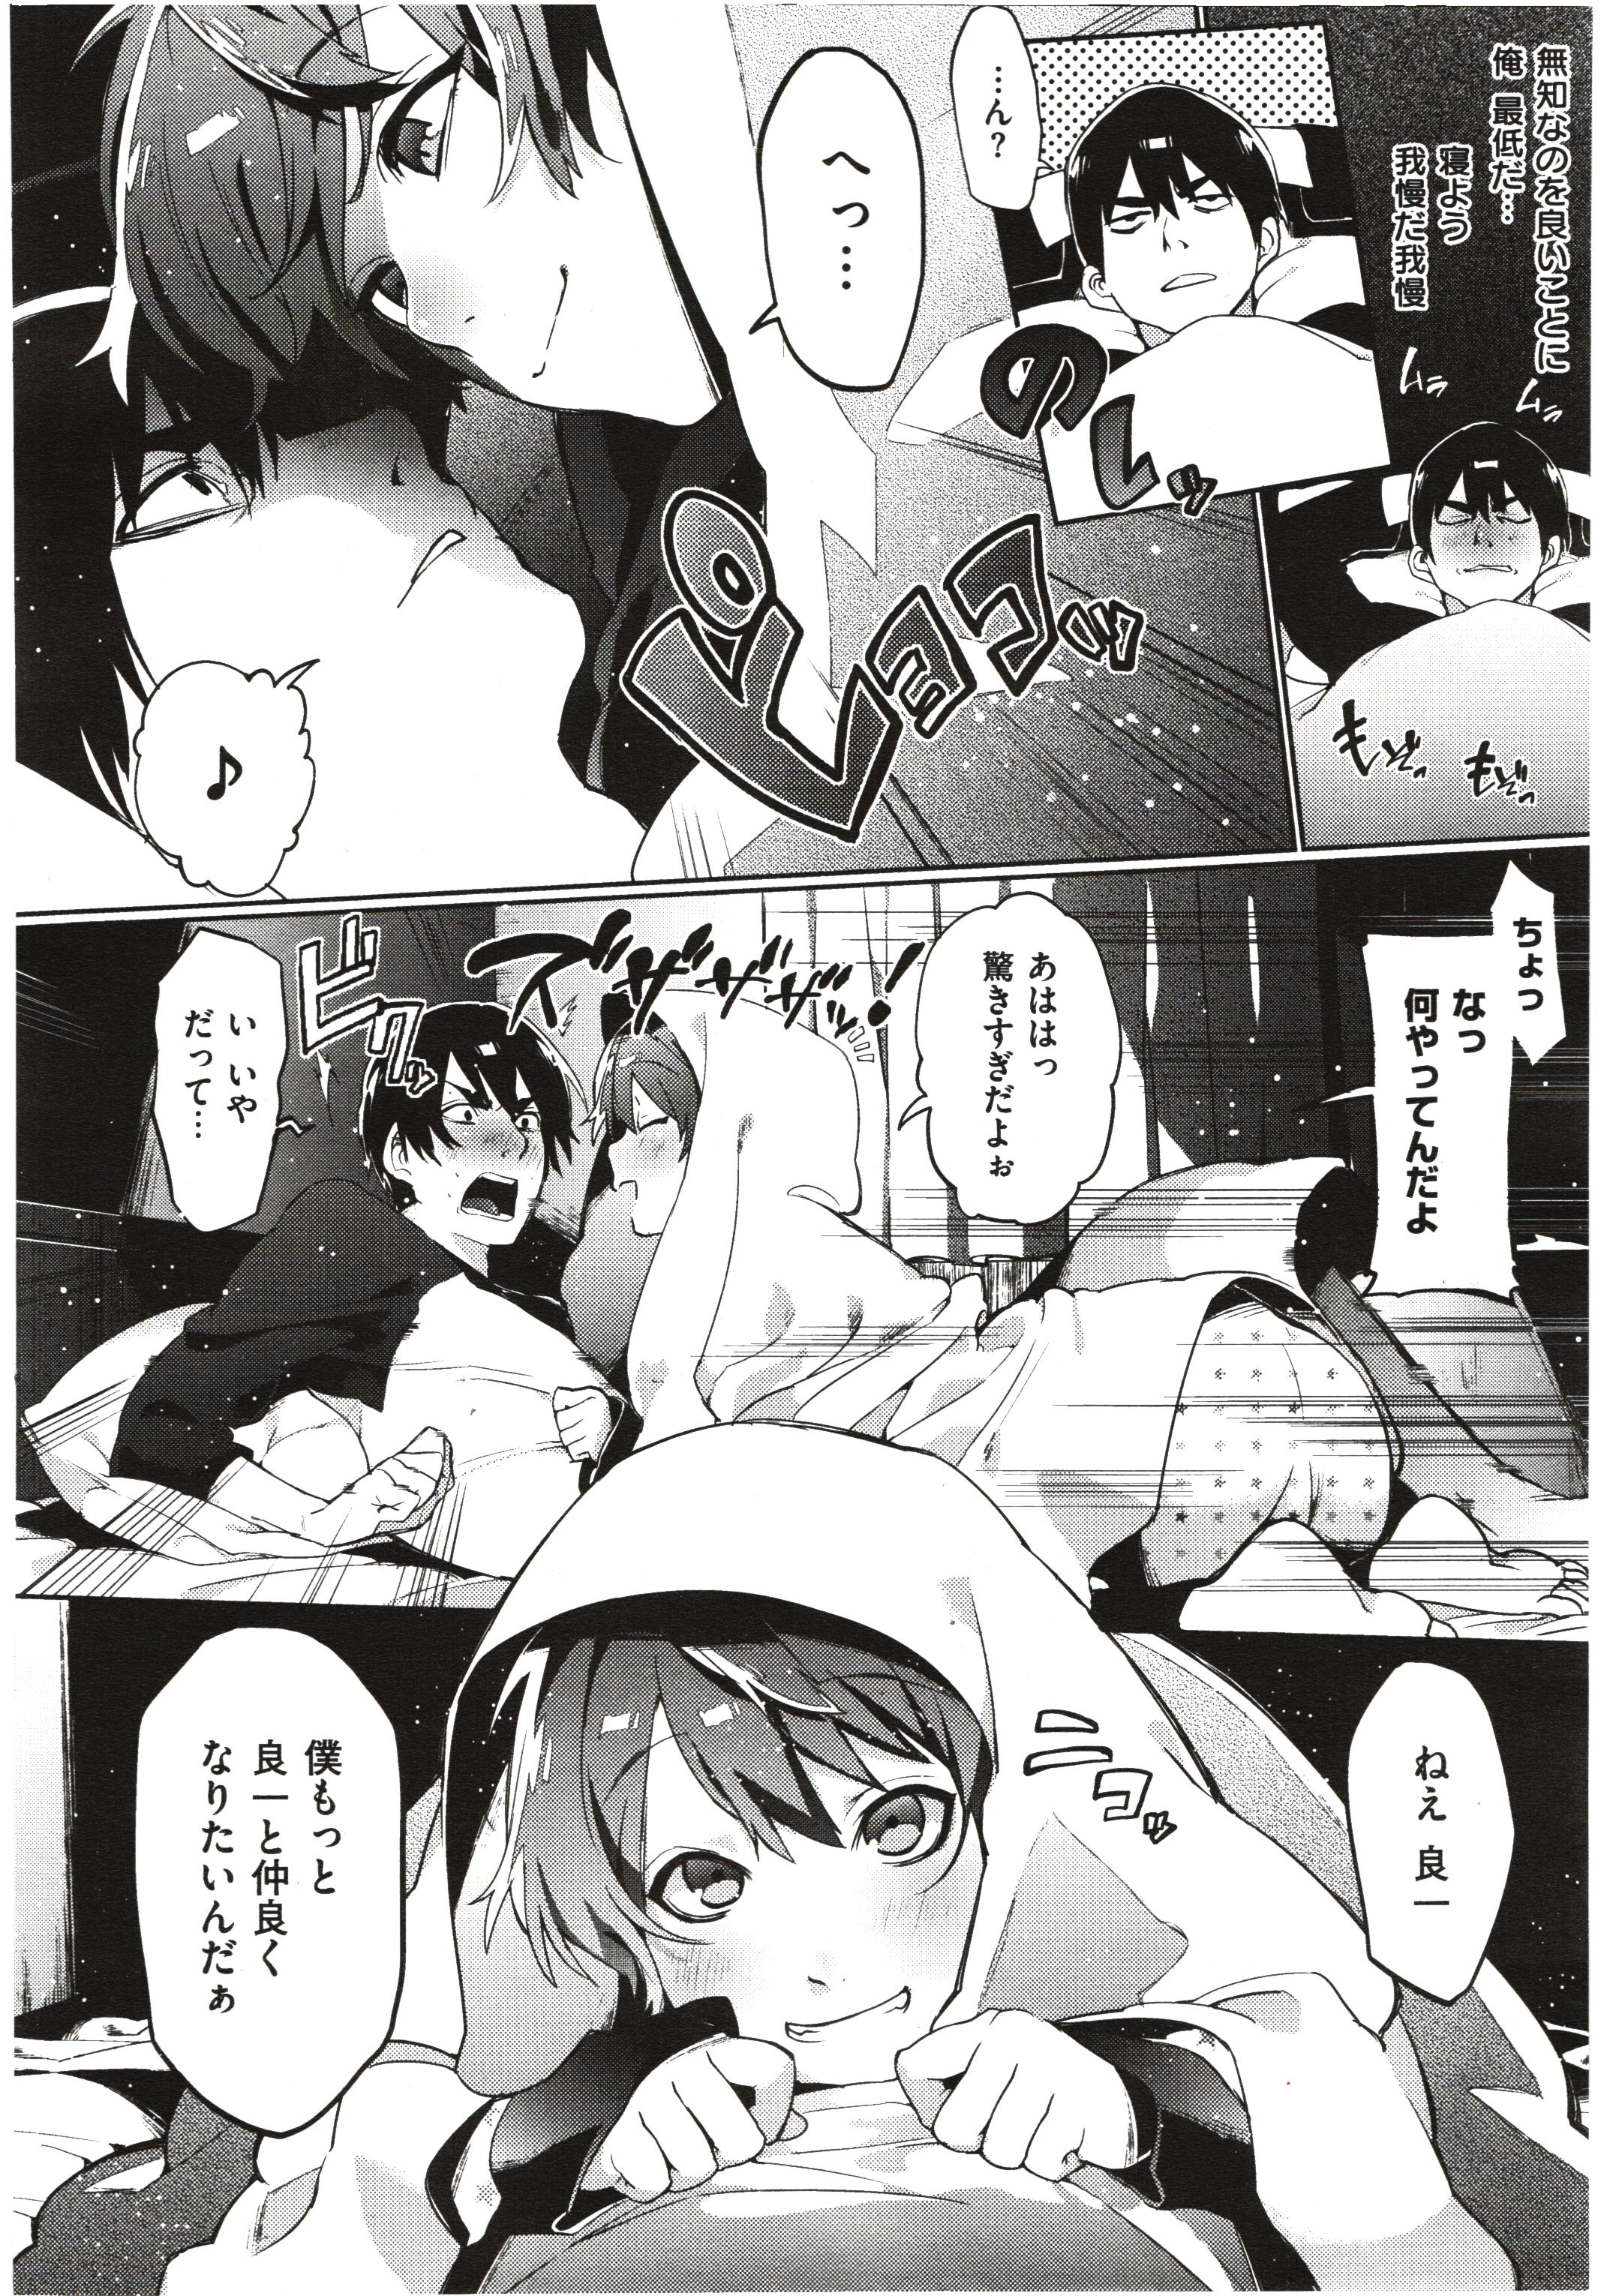 無知なのを良いことに
俺 最低だ…
寝よう
我慢だ我慢
ムラ
ムラ
もぞっ
もぞっ
…ん?
のしッ
へっ…
ピョコッ
♪
ちょっ
なっ
何やってんだよ
あははっ
驚きすぎだよぉ
ズザザザザッ!
ビクッ
い いや
だって…
ねえ 良一
ニコッ
僕もっと
良一と仲良く
なりたいんだぁ